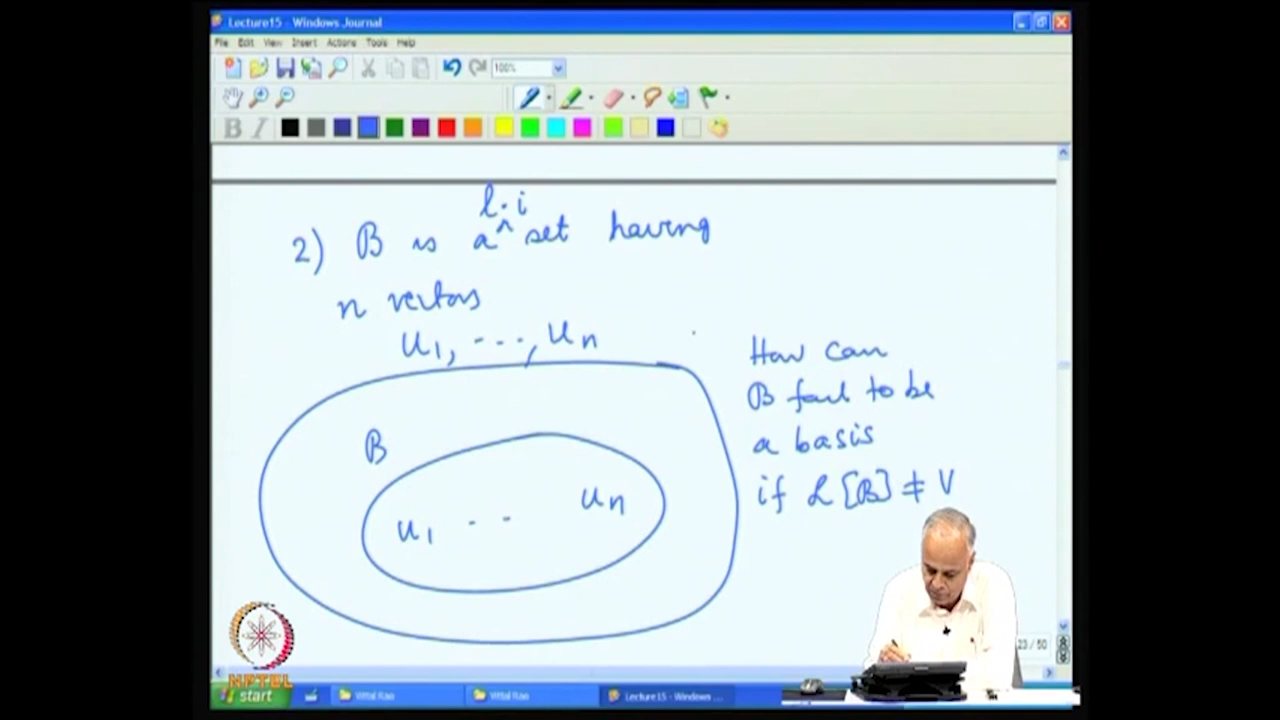 Lecture15 - Windows Journal
File Edit View Insert Actions Tools Help
100%
B I
l.i
2) B is a^ set having
n vectors
u1, ..., un
B
u1 .. un
How can
B fail to be
a basis
if L[B] ≠ V
23 / 50
NPTEL
start
Vittal Rao
Vittal Rao
Lecture15 - Windows ...